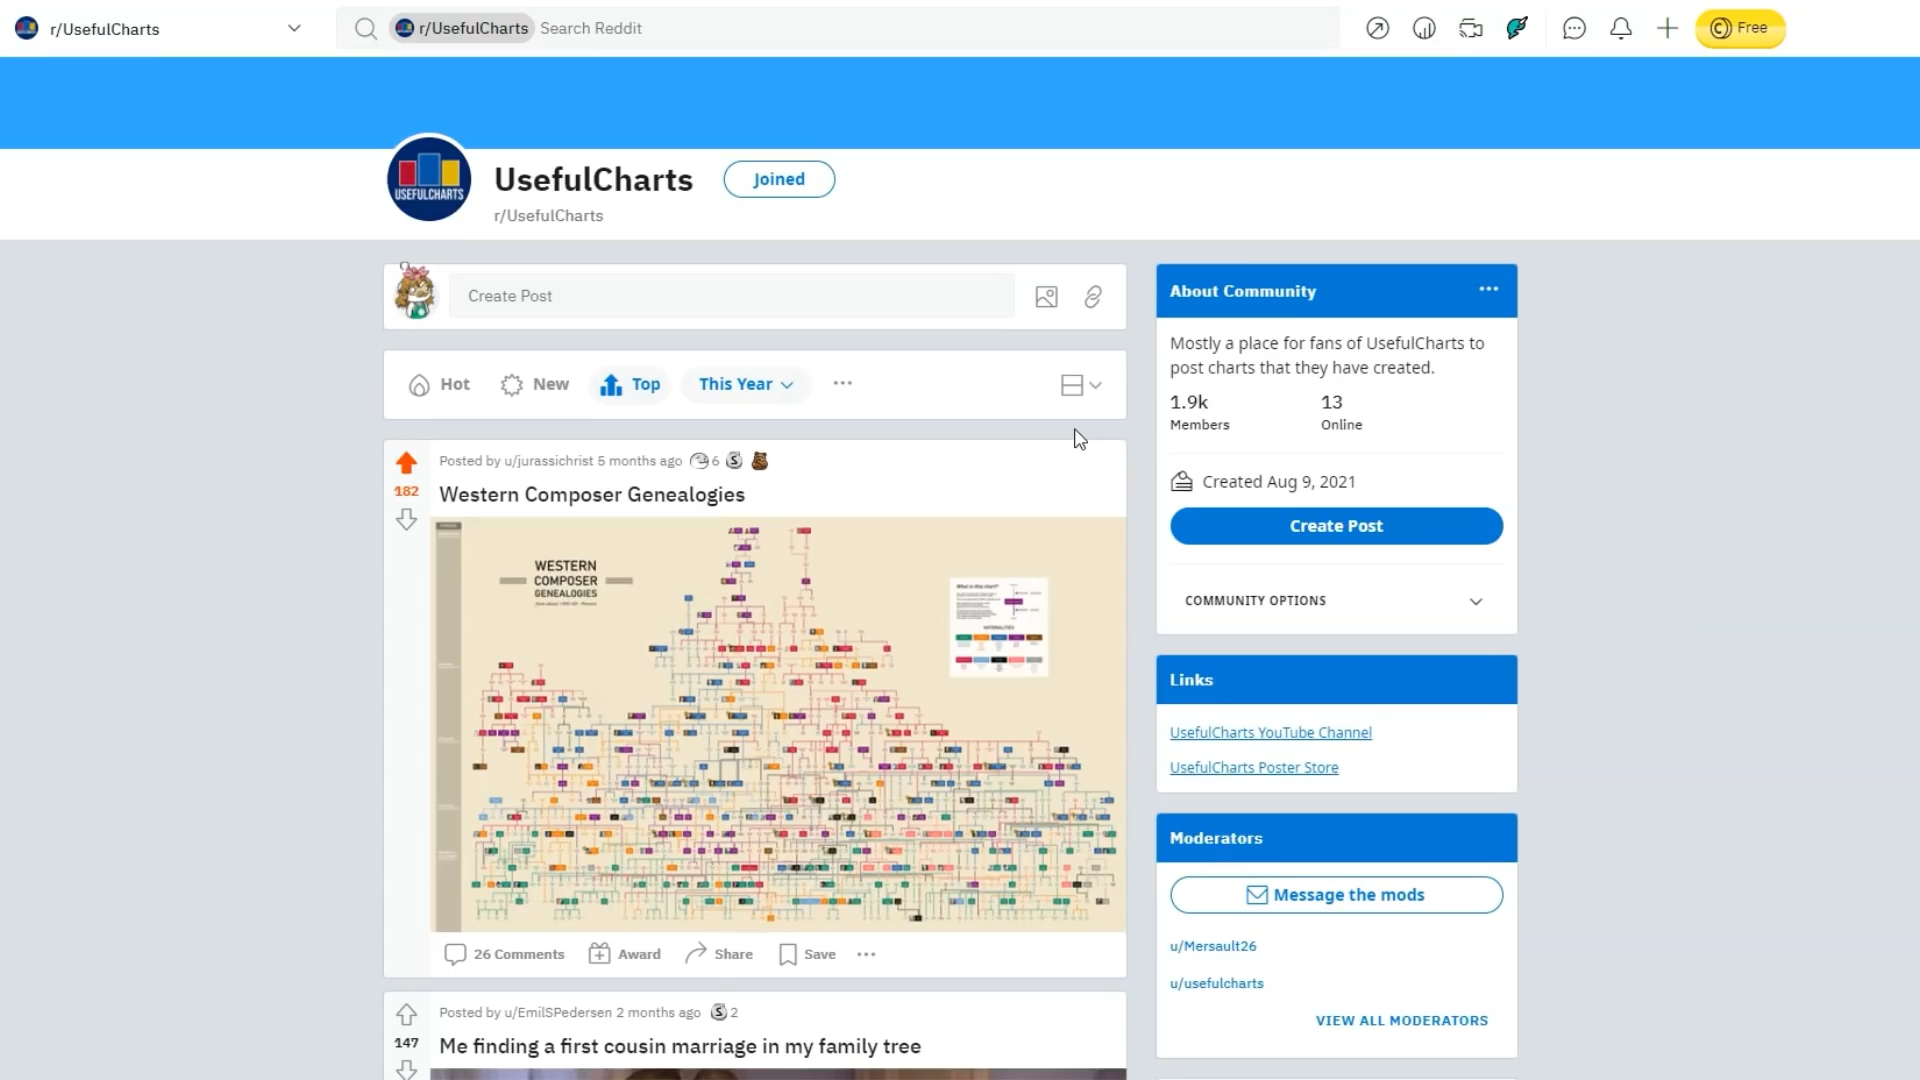 r/UsefulCharts
r/UsefulCharts Search Reddit
Free
USEFULCHARTS
UsefulCharts
Joined
r/UsefulCharts
Create Post
Hot New Top This Year
Posted by u/jurassichrist 5 months ago 6
182
Western Composer Genealogies
WESTERN
COMPOSER
GENEALOGIES
What is this chart?
NATIONALITIES
26 Comments Award Share Save
Posted by u/EmilSPedersen 2 months ago 2
147
Me finding a first cousin marriage in my family tree
About Community
Mostly a place for fans of UsefulCharts to
post charts that they have created.
1.9k 13
Members Online
Created Aug 9, 2021
Create Post
COMMUNITY OPTIONS
Links
UsefulCharts YouTube Channel
UsefulCharts Poster Store
Moderators
Message the mods
u/Mersault26
u/usefulcharts
VIEW ALL MODERATORS